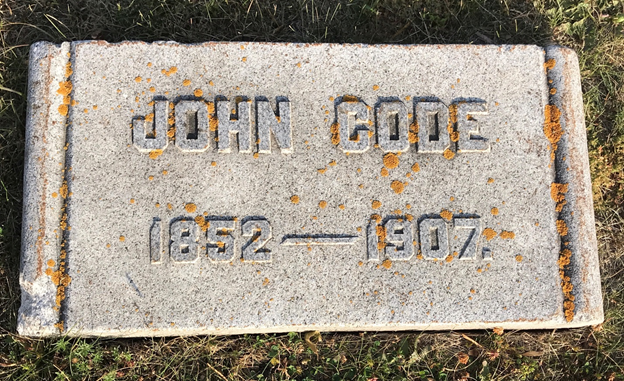 JOHN CODE
1852 — 1907.